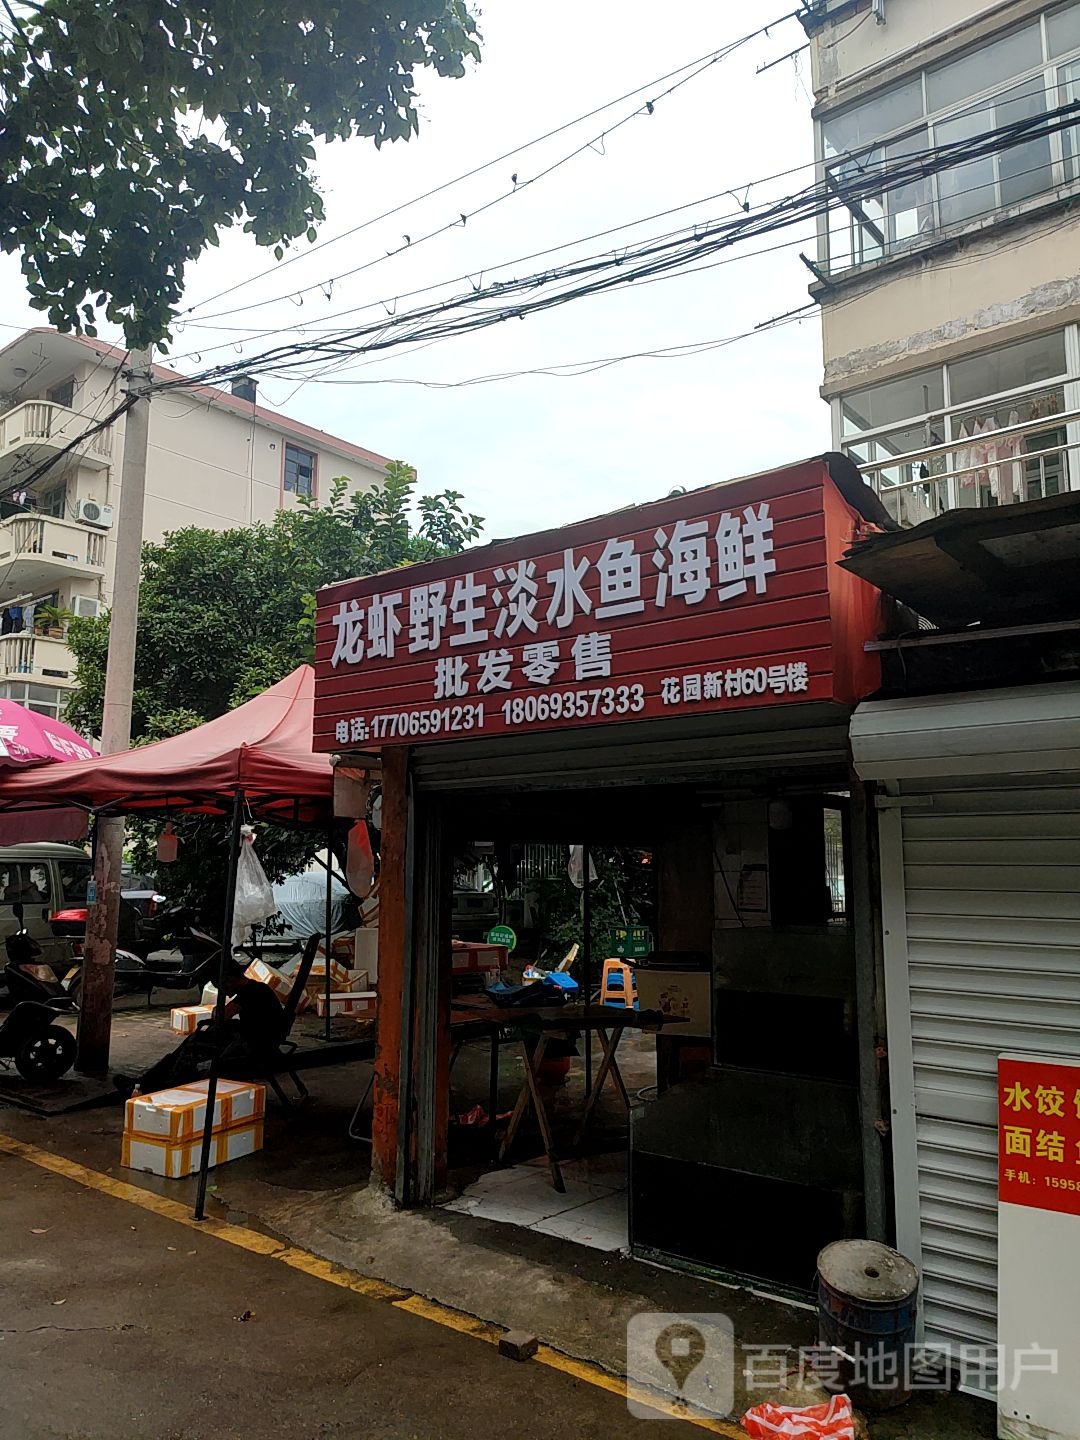 龙虾野生淡水鱼海鲜
批发零售
电话:17706591231 18069357333 花园新村60号楼
水饺
面结
手机: 15958
百度地图用户